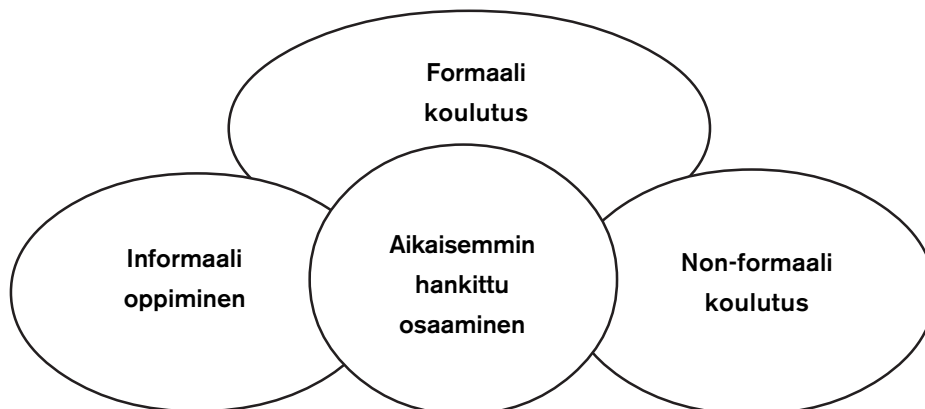 Formaali
koulutus
Informaali
oppiminen
Aikaisemmin
hankittu
osaaminen
Non-formaali
koulutus